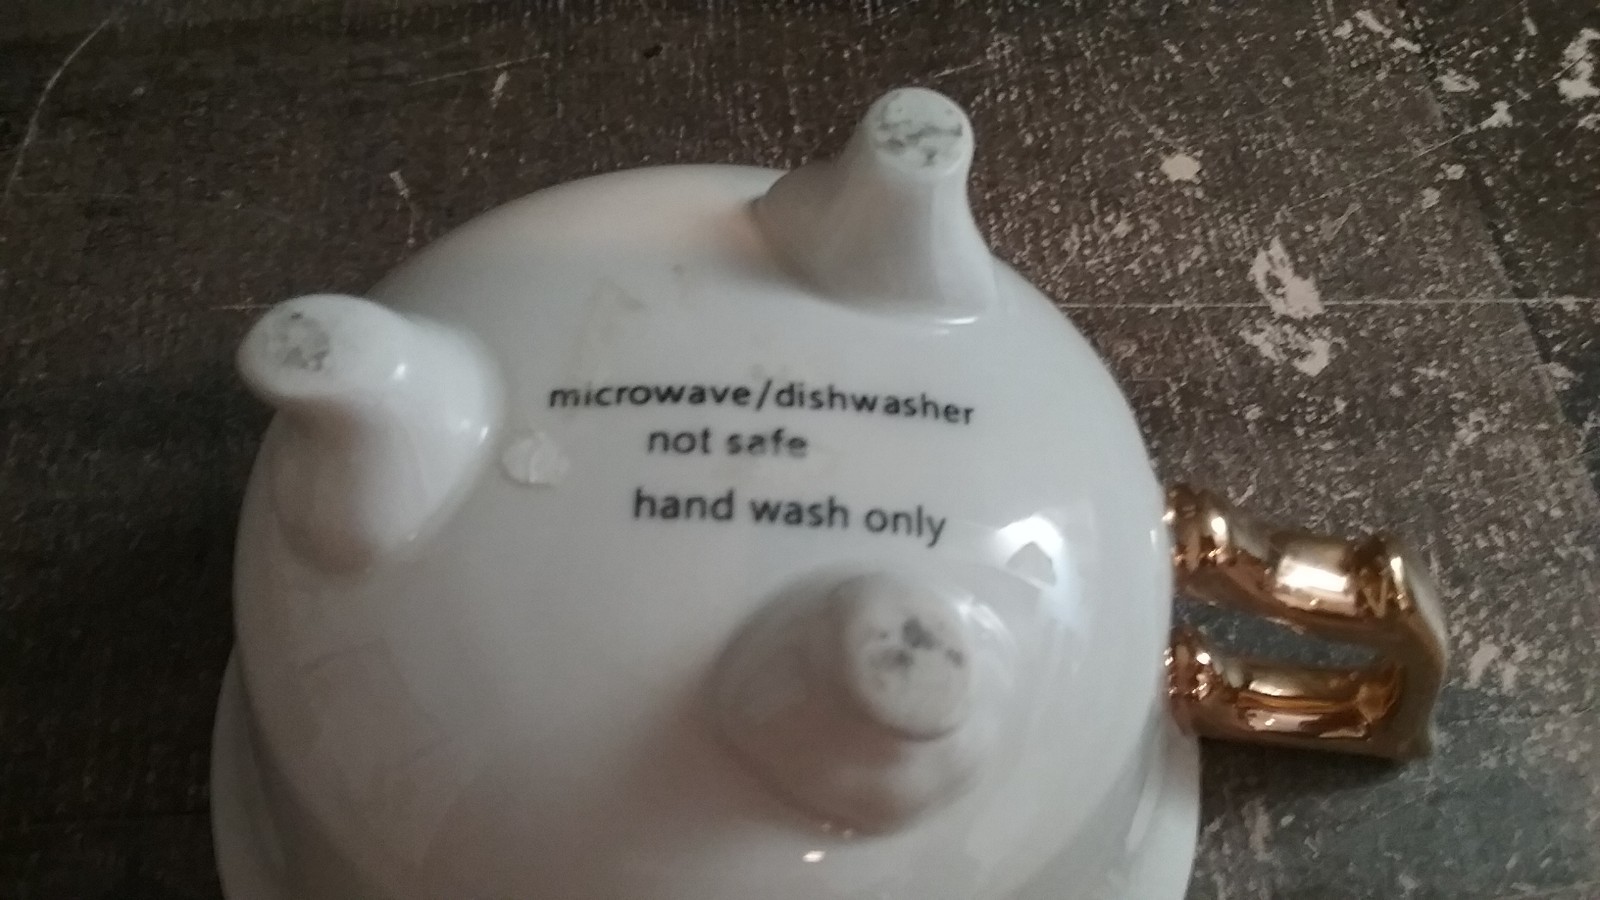 microwave/dishwasher
not safe
hand wash only